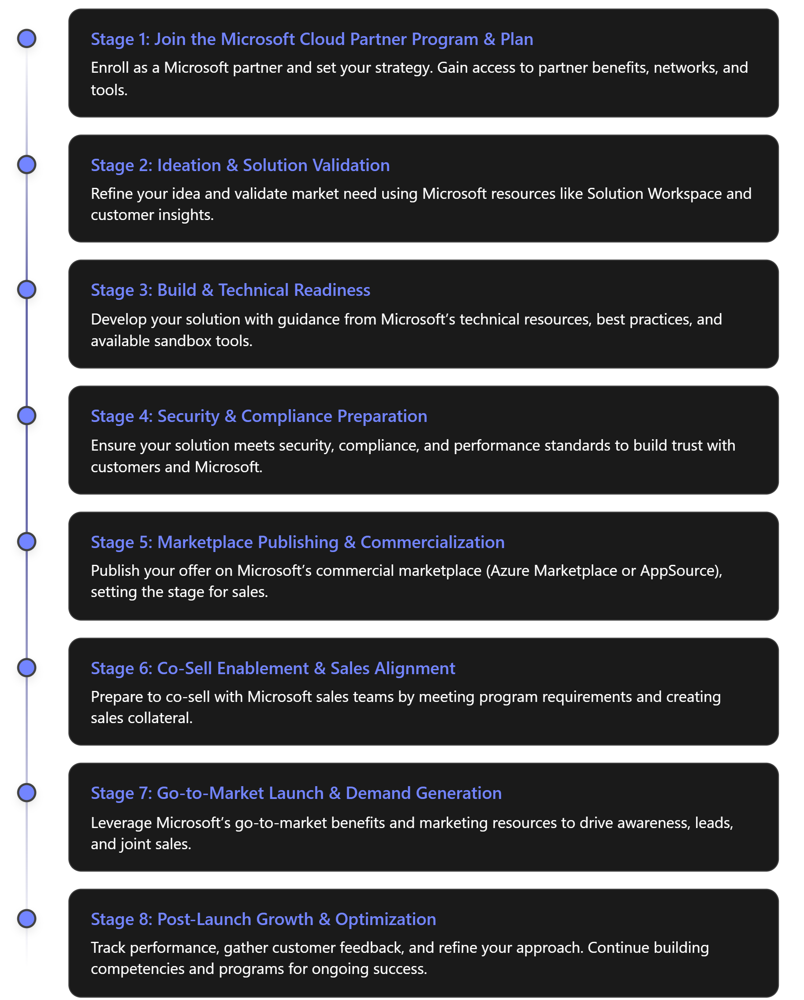 Stage 1: Join the Microsoft Cloud Partner Program & Plan
Enroll as a Microsoft partner and set your strategy. Gain access to partner benefits, networks, and
tools.
Stage 2: Ideation & Solution Validation
Refine your idea and validate market need using Microsoft resources like Solution Workspace and
customer insights.
Stage 3: Build & Technical Readiness
Develop your solution with guidance from Microsoft’s technical resources, best practices, and
available sandbox tools.
Stage 4: Security & Compliance Preparation
Ensure your solution meets security, compliance, and performance standards to build trust with
customers and Microsoft.
Stage 5: Marketplace Publishing & Commercialization
Publish your offer on Microsoft’s commercial marketplace (Azure Marketplace or AppSource),
setting the stage for sales.
Stage 6: Co-Sell Enablement & Sales Alignment
Prepare to co-sell with Microsoft sales teams by meeting program requirements and creating
sales collateral.
Stage 7: Go-to-Market Launch & Demand Generation
Leverage Microsoft’s go-to-market benefits and marketing resources to drive awareness, leads,
and joint sales.
Stage 8: Post-Launch Growth & Optimization
Track performance, gather customer feedback, and refine your approach. Continue building
competencies and programs for ongoing success.